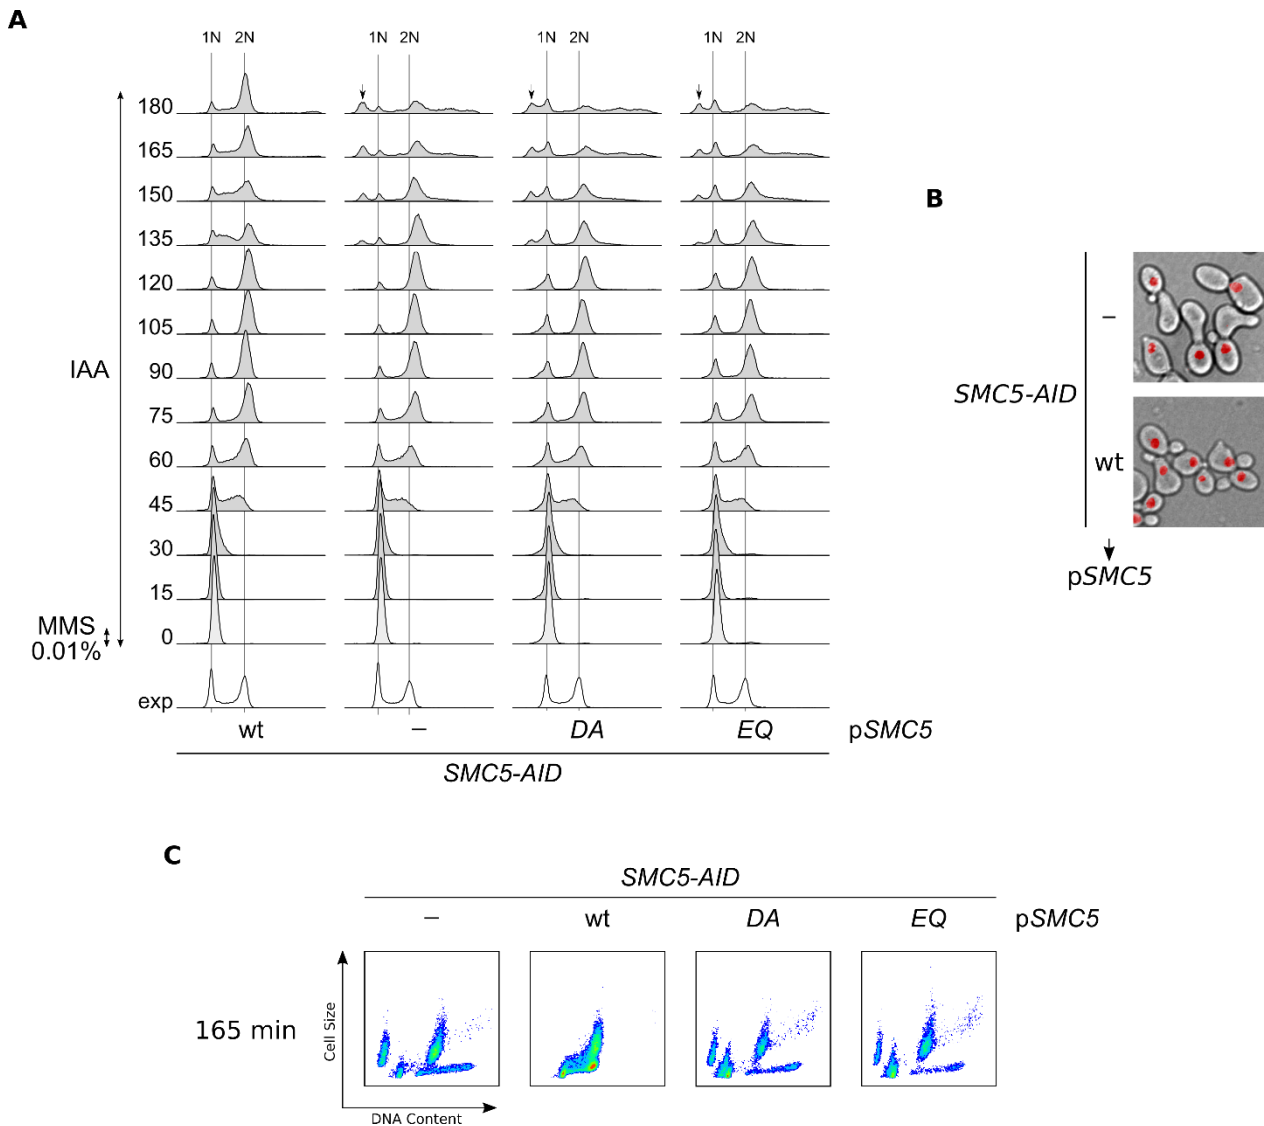 A
1N 2N 1N 2N 1N 2N 1N 2N
180
165
150
135
120
105
90
75
60
45
30
15
0
exp
IAA
MMS
0.01%
wt – DA EQ pSMC5
SMC5-AID
B
–
SMC5-AID
wt
pSMC5
C
SMC5-AID
– wt DA EQ pSMC5
165 min
Cell Size
DNA Content